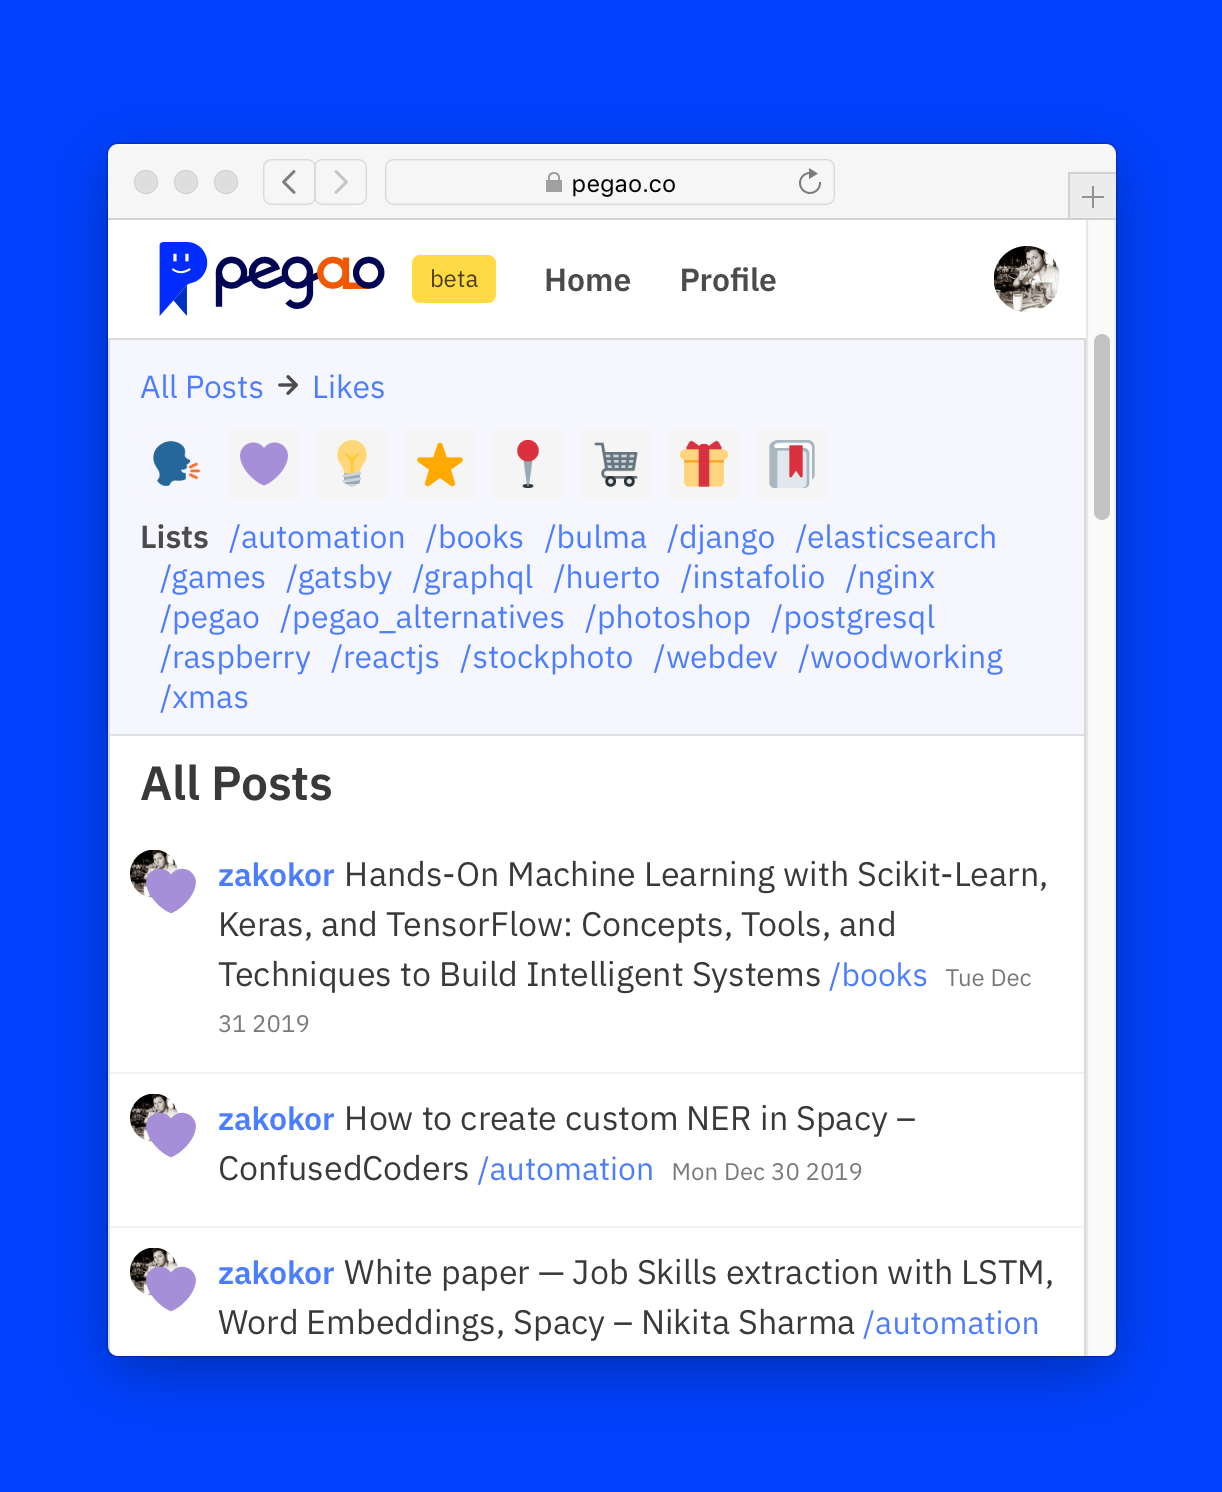 pegao.co
pegao beta Home Profile
All Posts → Likes
Lists /automation /books /bulma /django /elasticsearch
/games /gatsby /graphql /huerto /instafolio /nginx
/pegao /pegao_alternatives /photoshop /postgresql
/raspberry /reactjs /stockphoto /webdev /woodworking
/xmas
All Posts
zakokor Hands-On Machine Learning with Scikit-Learn,
Keras, and TensorFlow: Concepts, Tools, and
Techniques to Build Intelligent Systems /books Tue Dec
31 2019
zakokor How to create custom NER in Spacy –
ConfusedCoders /automation Mon Dec 30 2019
zakokor White paper — Job Skills extraction with LSTM,
Word Embeddings, Spacy – Nikita Sharma /automation